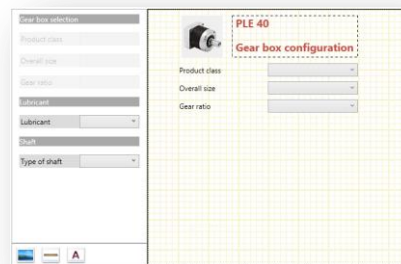 Gear box selection
Product class
Overall size
Gear ratio
Lubricant
Lubricant
Shaft
Type of shaft
A
PLE 40
Gear box configuration
Product class
Overall size
Gear ratio